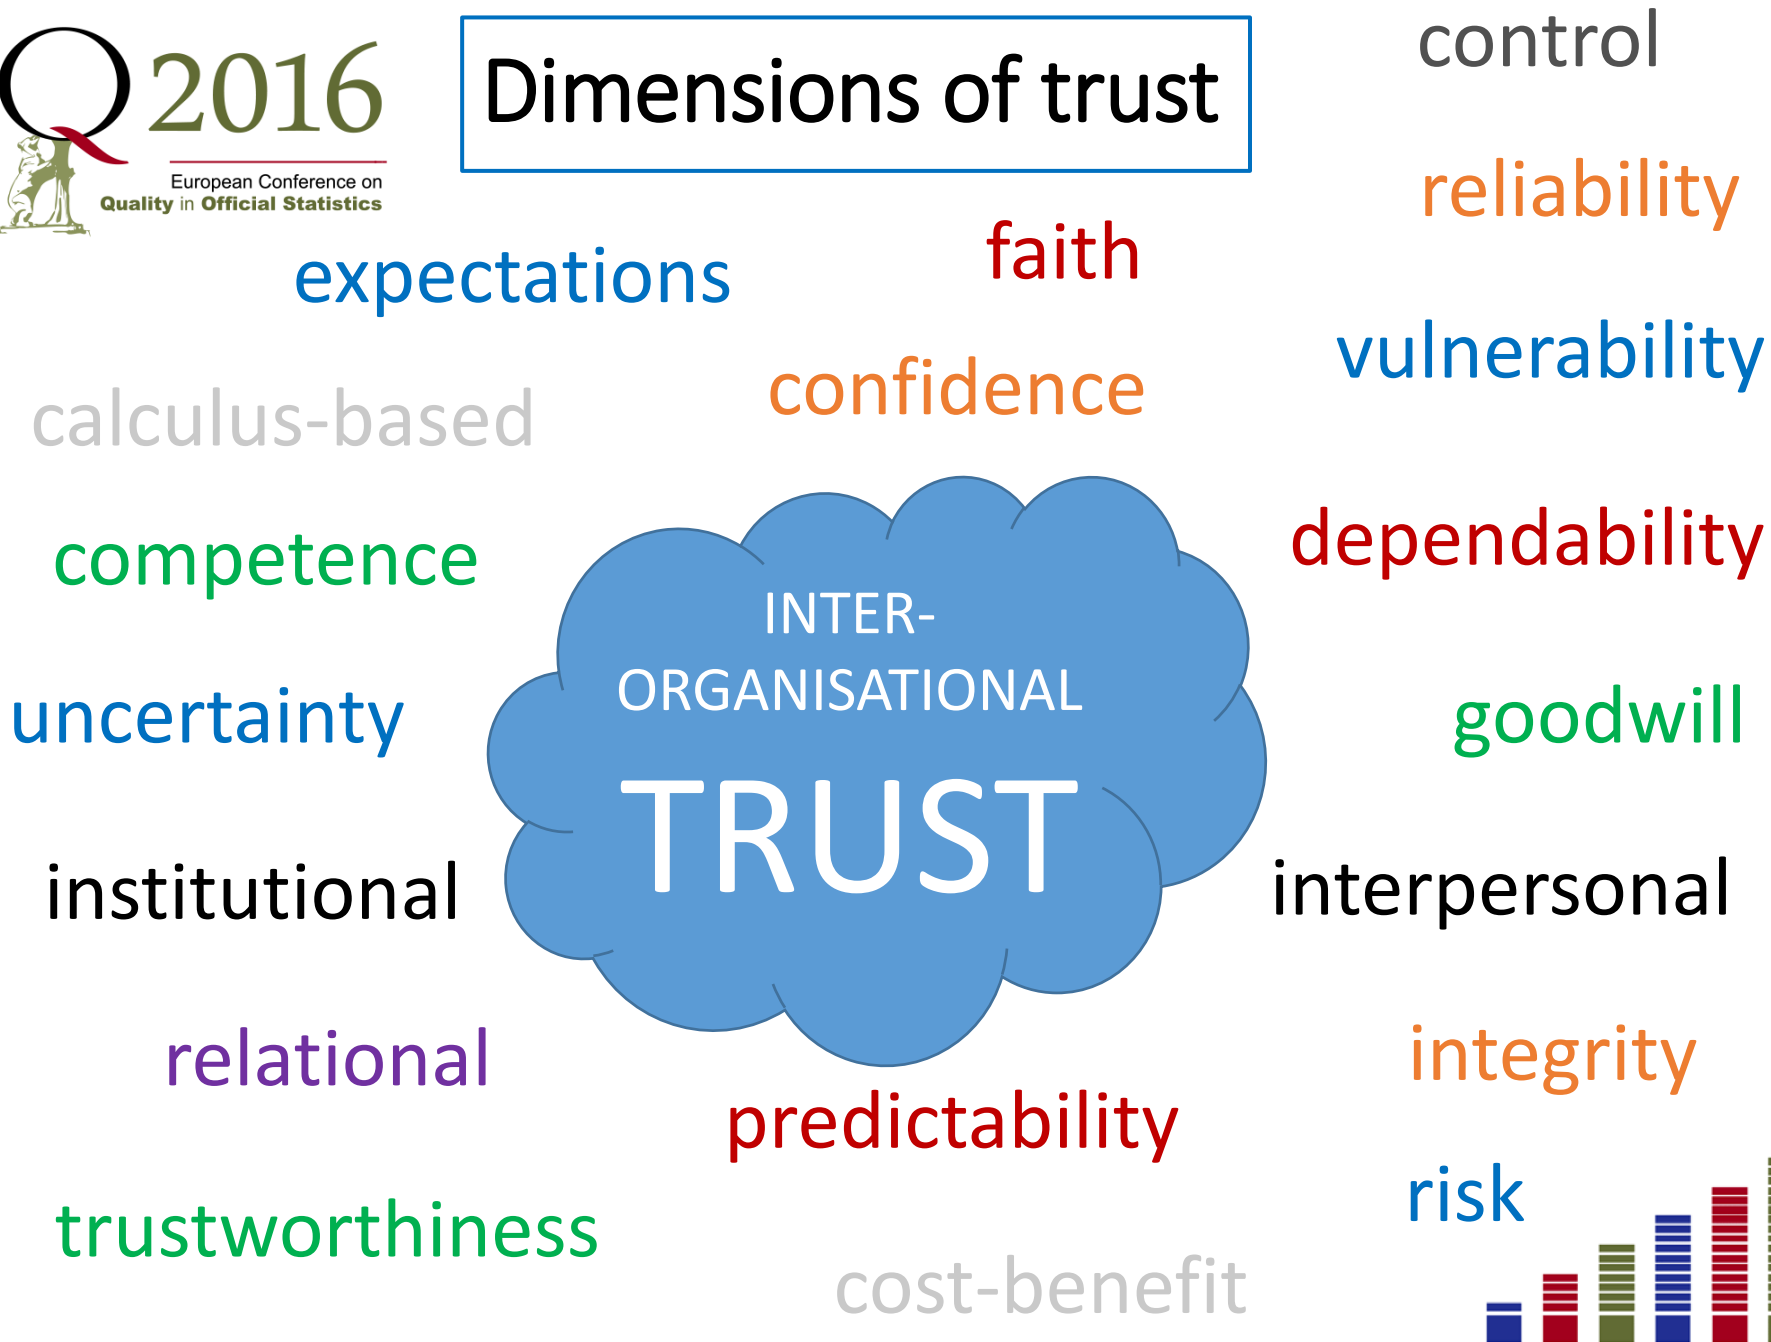 Q2016
European Conference on
Quality in Official Statistics
Dimensions of trust
control
reliability
faith
expectations
vulnerability
confidence
calculus-based
dependability
competence
INTER-
ORGANISATIONAL
TRUST
uncertainty
goodwill
institutional
interpersonal
relational
integrity
predictability
risk
trustworthiness
cost-benefit